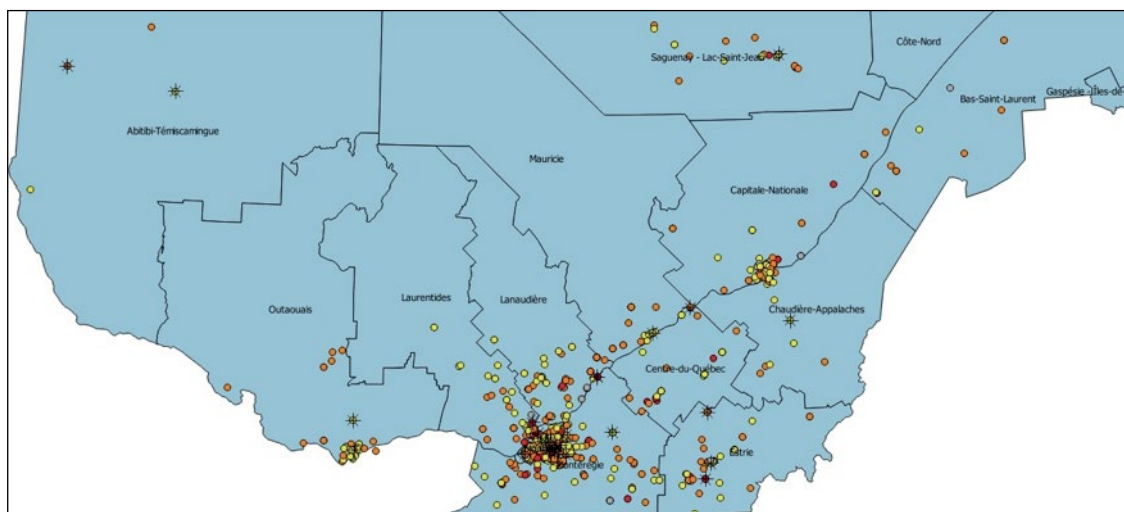 Côte-Nord
Saguenay - Lac-Saint-Jean
Gaspésie -Îles-de-
Bas-Saint-Laurent
Abitibi-Témiscamingue
Mauricie
Capitale-Nationale
Laurentides
Lanaudière
Outaouais
Chaudière-Appalaches
Centre-du-Québec
Estrie
Montérégie